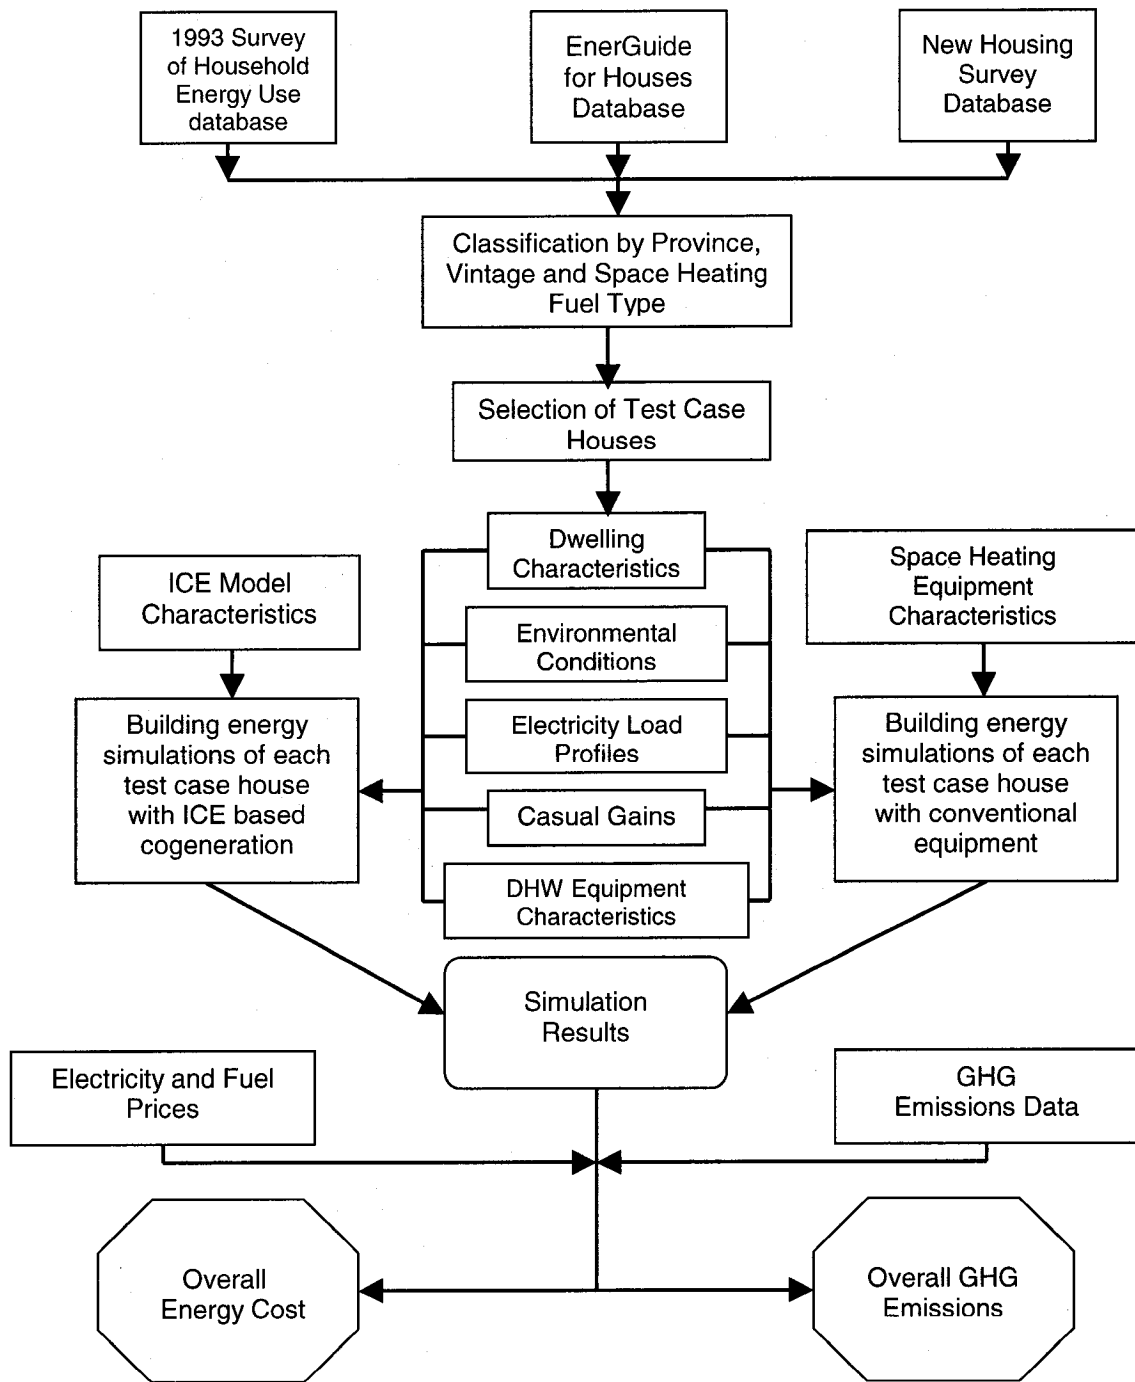 1993 Survey
of Household
Energy Use
database
EnerGuide
for Houses
Database
New Housing
Survey
Database
Classification by Province,
Vintage and Space Heating
Fuel Type
Selection of Test Case
Houses
Dwelling
Characteristics
ICE Model
Characteristics
Space Heating
Equipment
Characteristics
Environmental
Conditions
Electricity Load
Profiles
Casual Gains
DHW Equipment
Characteristics
Building energy
simulations of each
test case house
with ICE based
cogeneration
Building energy
simulations of each
test case house
with conventional
equipment
Simulation
Results
Electricity and Fuel
Prices
GHG
Emissions Data
Overall
Energy Cost
Overall GHG
Emissions